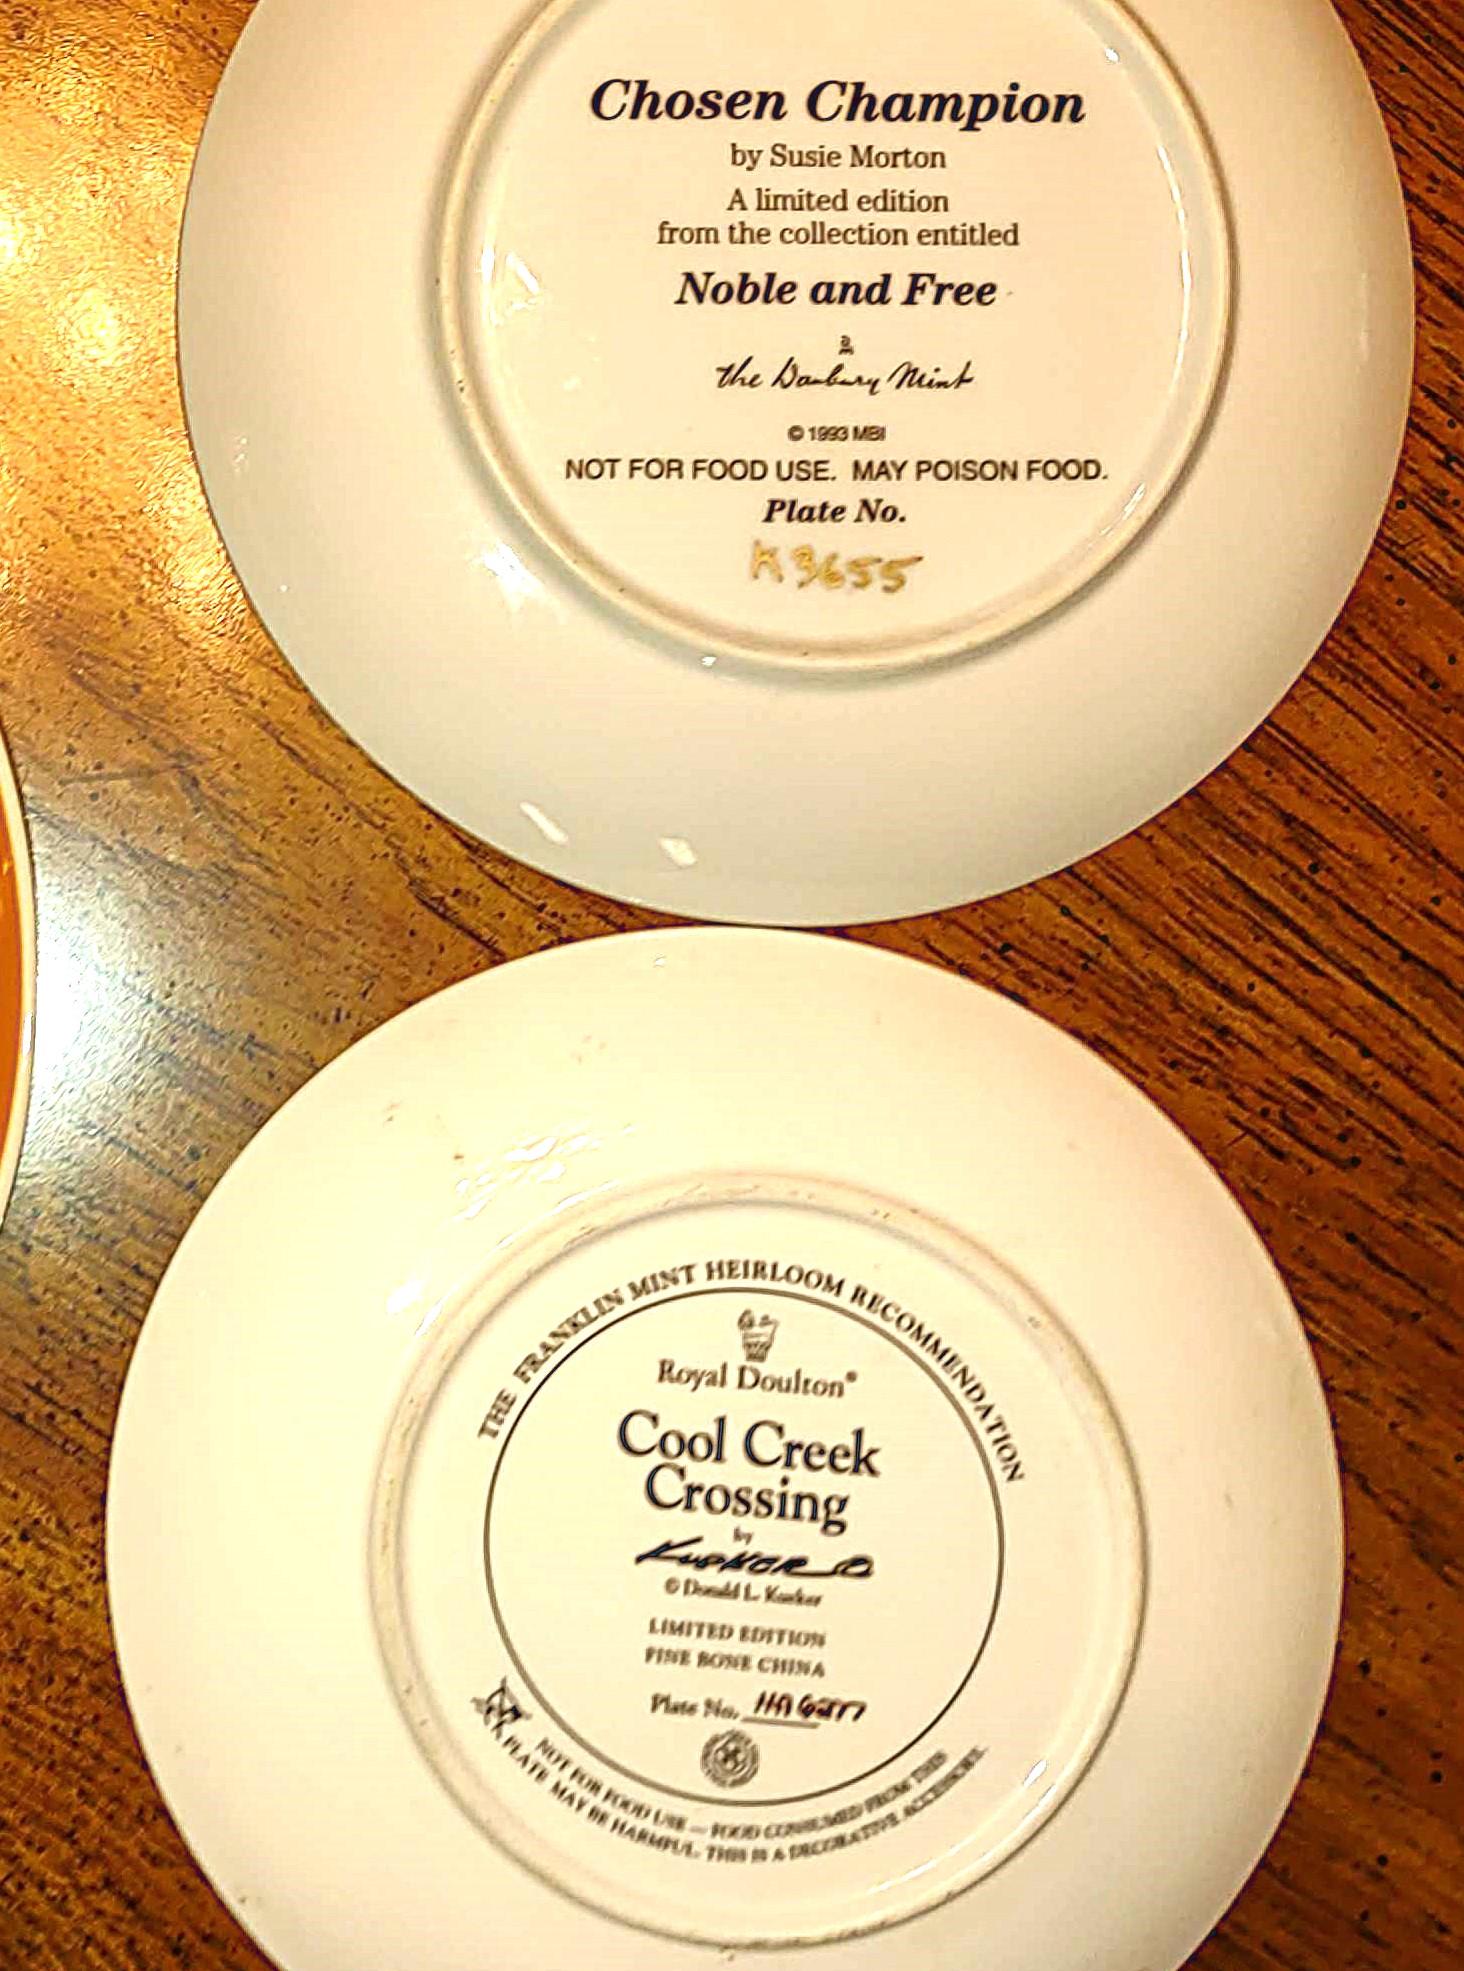 Chosen Champion
by Susie Morton
A limited edition
from the collection entitled
Noble and Free
the Danbury Mint
© 1993 MBI
NOT FOR FOOD USE. MAY POISON FOOD.
Plate No.
K3655
THE FRANKLIN MINT HEIRLOOM RECOMMENDATION
Royal Doulton®
Cool Creek
Crossing
by
© Donald L.
LIMITED EDITION
FINE BONE CHINA
Plate No.
NOT FOR FOOD USE — FOOD CONSUMED FROM THIS
PLATE MAY BE HARMFUL. THIS IS A DECORATIVE ACCESSORY.